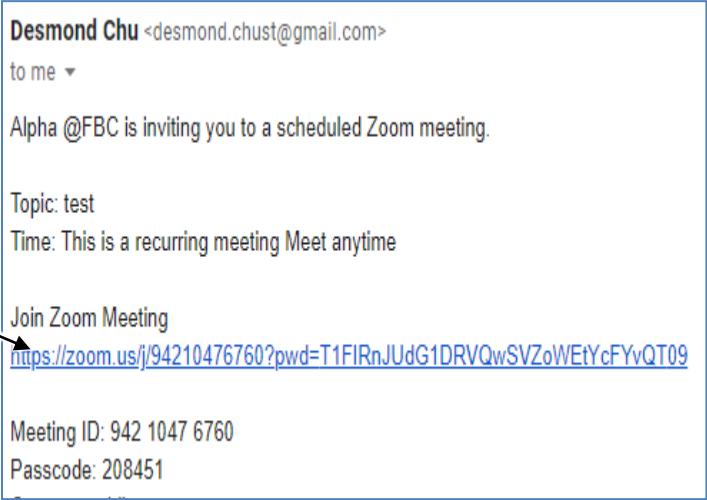 Desmond Chu <desmond.chust@gmail.com>
to me
Alpha @FBC is inviting you to a scheduled Zoom meeting.
Topic: test
Time: This is a recurring meeting Meet anytime
Join Zoom Meeting
https://zoom.us/j/94210476760?pwd=T1FIRnJUdG1DRVQwSVZoWEtYcFYvQT09
Meeting ID: 942 1047 6760
Passcode: 208451